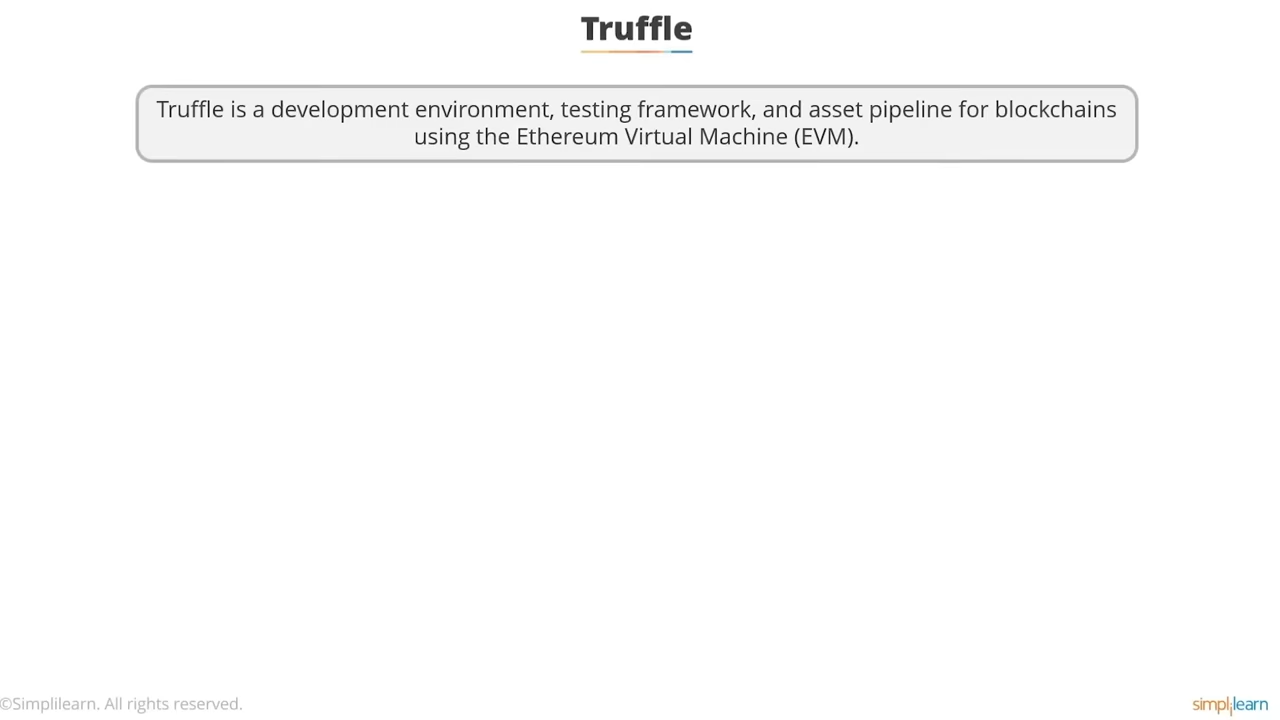 Truffle
Truffle is a development environment, testing framework, and asset pipeline for blockchains
using the Ethereum Virtual Machine (EVM).
©Simplilearn. All rights reserved.
simplilearn